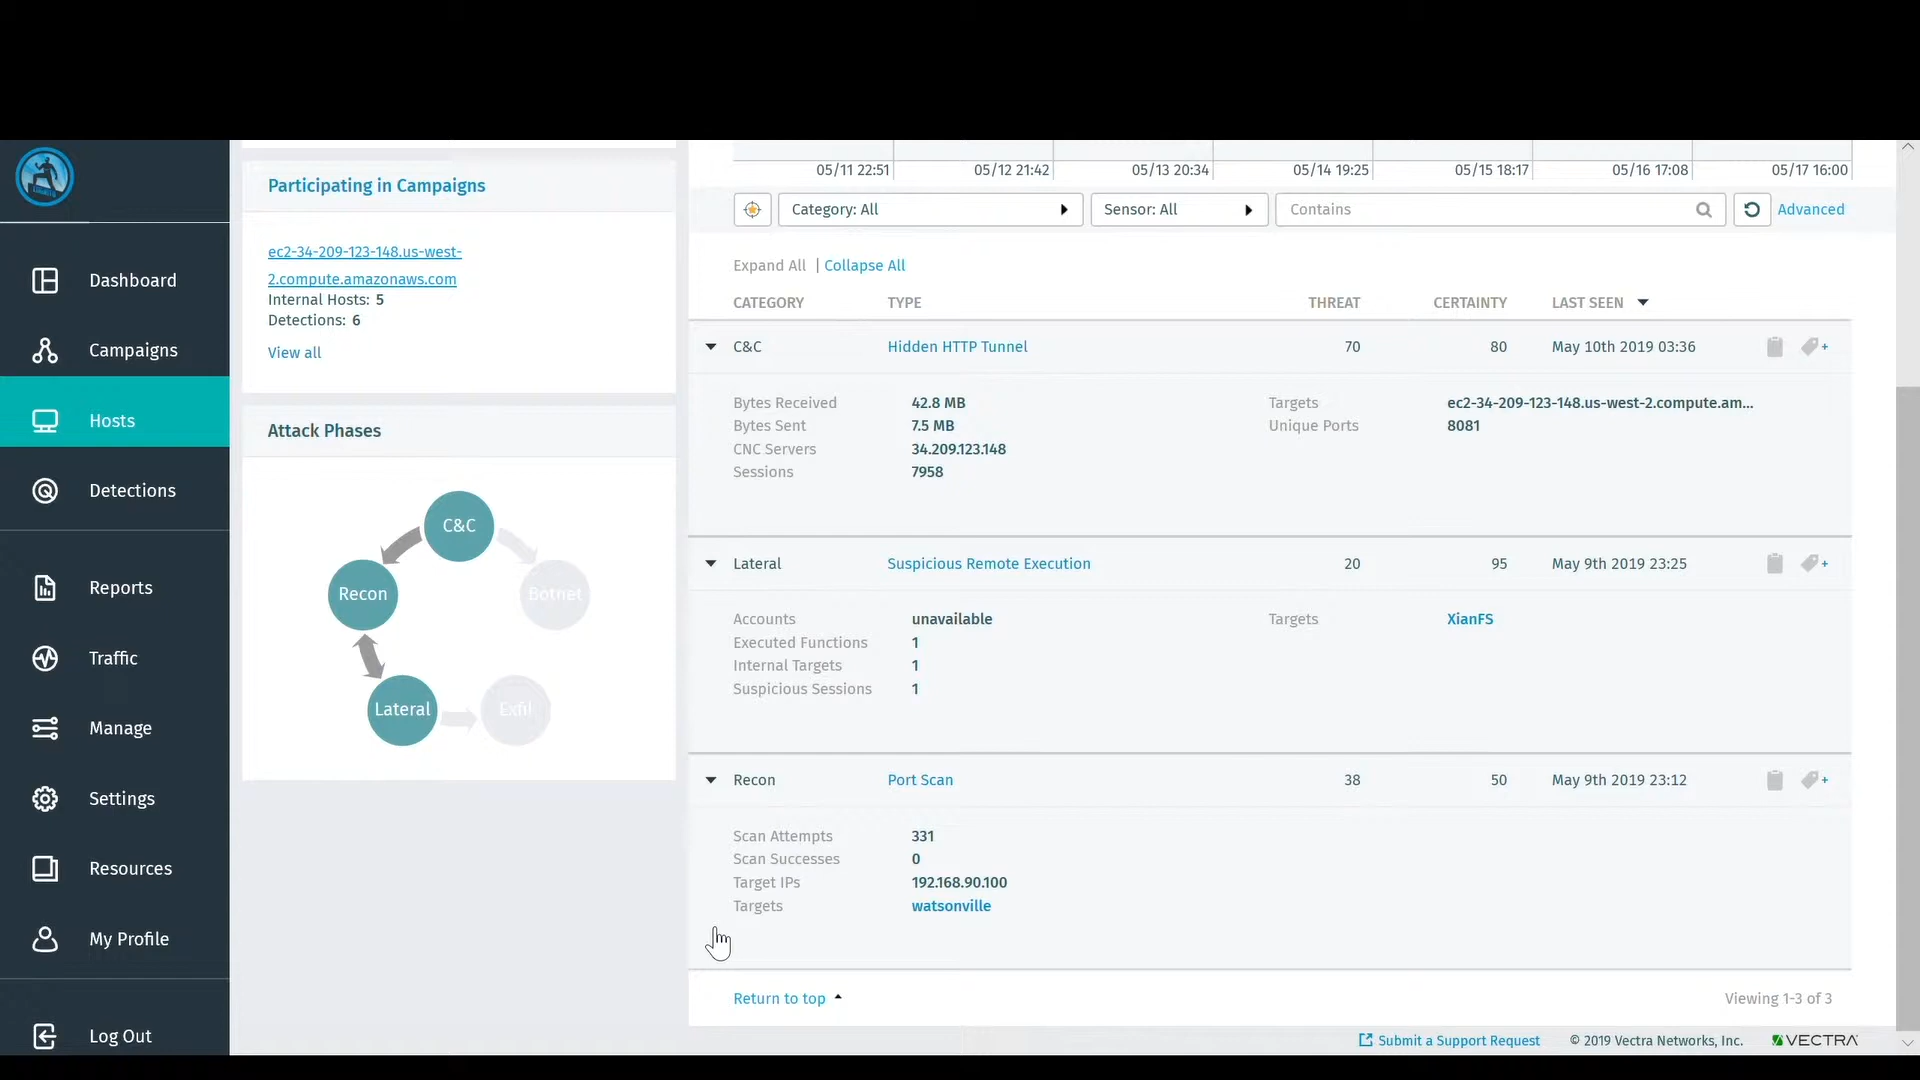 05/11 22:51 05/12 21:42 05/13 20:34 05/14 19:25 05/15 18:17 05/16 17:08 05/17 16:00
Category: All Sensor: All Contains Advanced
Expand All | Collapse All
CATEGORY TYPE THREAT CERTAINTY LAST SEEN
C&C Hidden HTTP Tunnel 70 80 May 10th 2019 03:36 +
Bytes Received 42.8 MB Targets ec2-34-209-123-148.us-west-2.compute.am...
Bytes Sent 7.5 MB Unique Ports 8081
CNC Servers 34.209.123.148
Sessions 7958
Lateral Suspicious Remote Execution 20 95 May 9th 2019 23:25 +
Accounts unavailable Targets XianFS
Executed Functions 1
Internal Targets 1
Suspicious Sessions 1
Recon Port Scan 38 50 May 9th 2019 23:12 +
Scan Attempts 331
Scan Successes 0
Target IPs 192.168.90.100
Targets watsonville
Return to top Viewing 1-3 of 3
Submit a Support Request © 2019 Vectra Networks, Inc. VECTRA
Participating in Campaigns
ec2-34-209-123-148.us-west-
2.compute.amazonaws.com
Internal Hosts: 5
Detections: 6
View all
Attack Phases
C&C
Recon Botnet
Lateral Exfil
Dashboard
Campaigns
Hosts
Detections
Reports
Traffic
Manage
Settings
Resources
My Profile
Log Out